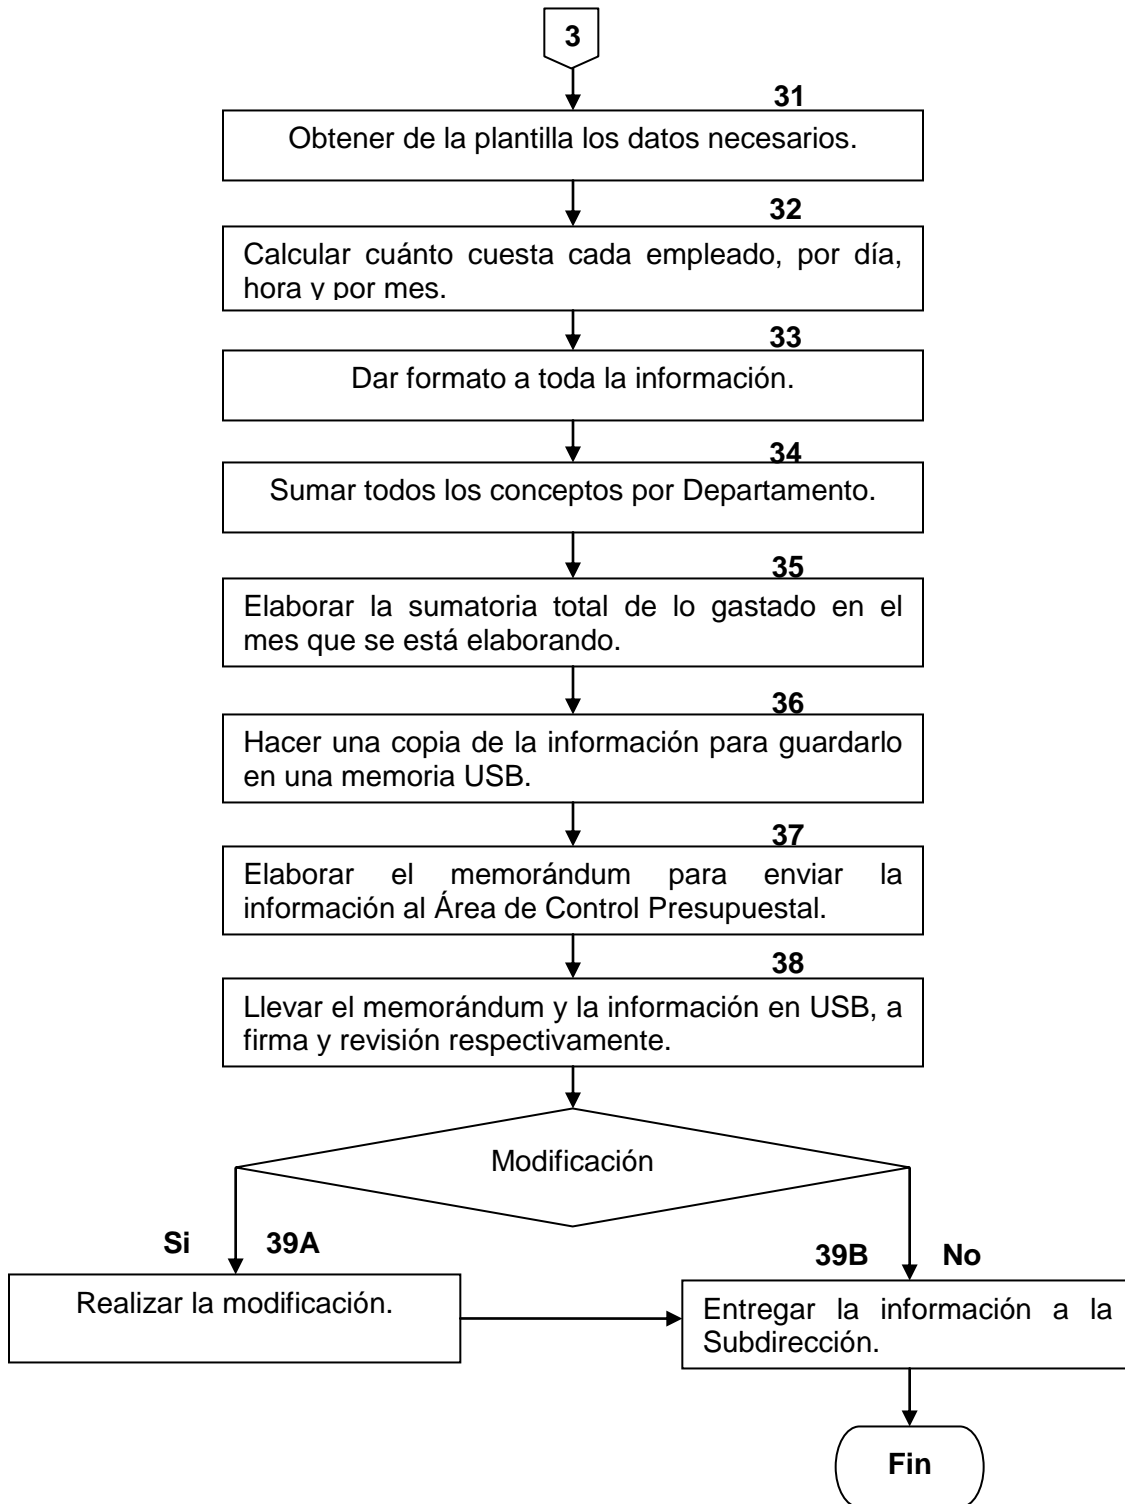 3
31
Obtener de la plantilla los datos necesarios.
32
Calcular cuánto cuesta cada empleado, por día,
hora y por mes.
33
Dar formato a toda la información.
34
Sumar todos los conceptos por Departamento.
35
Elaborar la sumatoria total de lo gastado en el
mes que se está elaborando.
36
Hacer una copia de la información para guardarlo
en una memoria USB.
37
Elaborar el memorándum para enviar la
información al Área de Control Presupuestal.
38
Llevar el memorándum y la información en USB, a
firma y revisión respectivamente.
Modificación
Si 39A
39B No
Realizar la modificación.
Entregar la información a la
Subdirección.
Fin